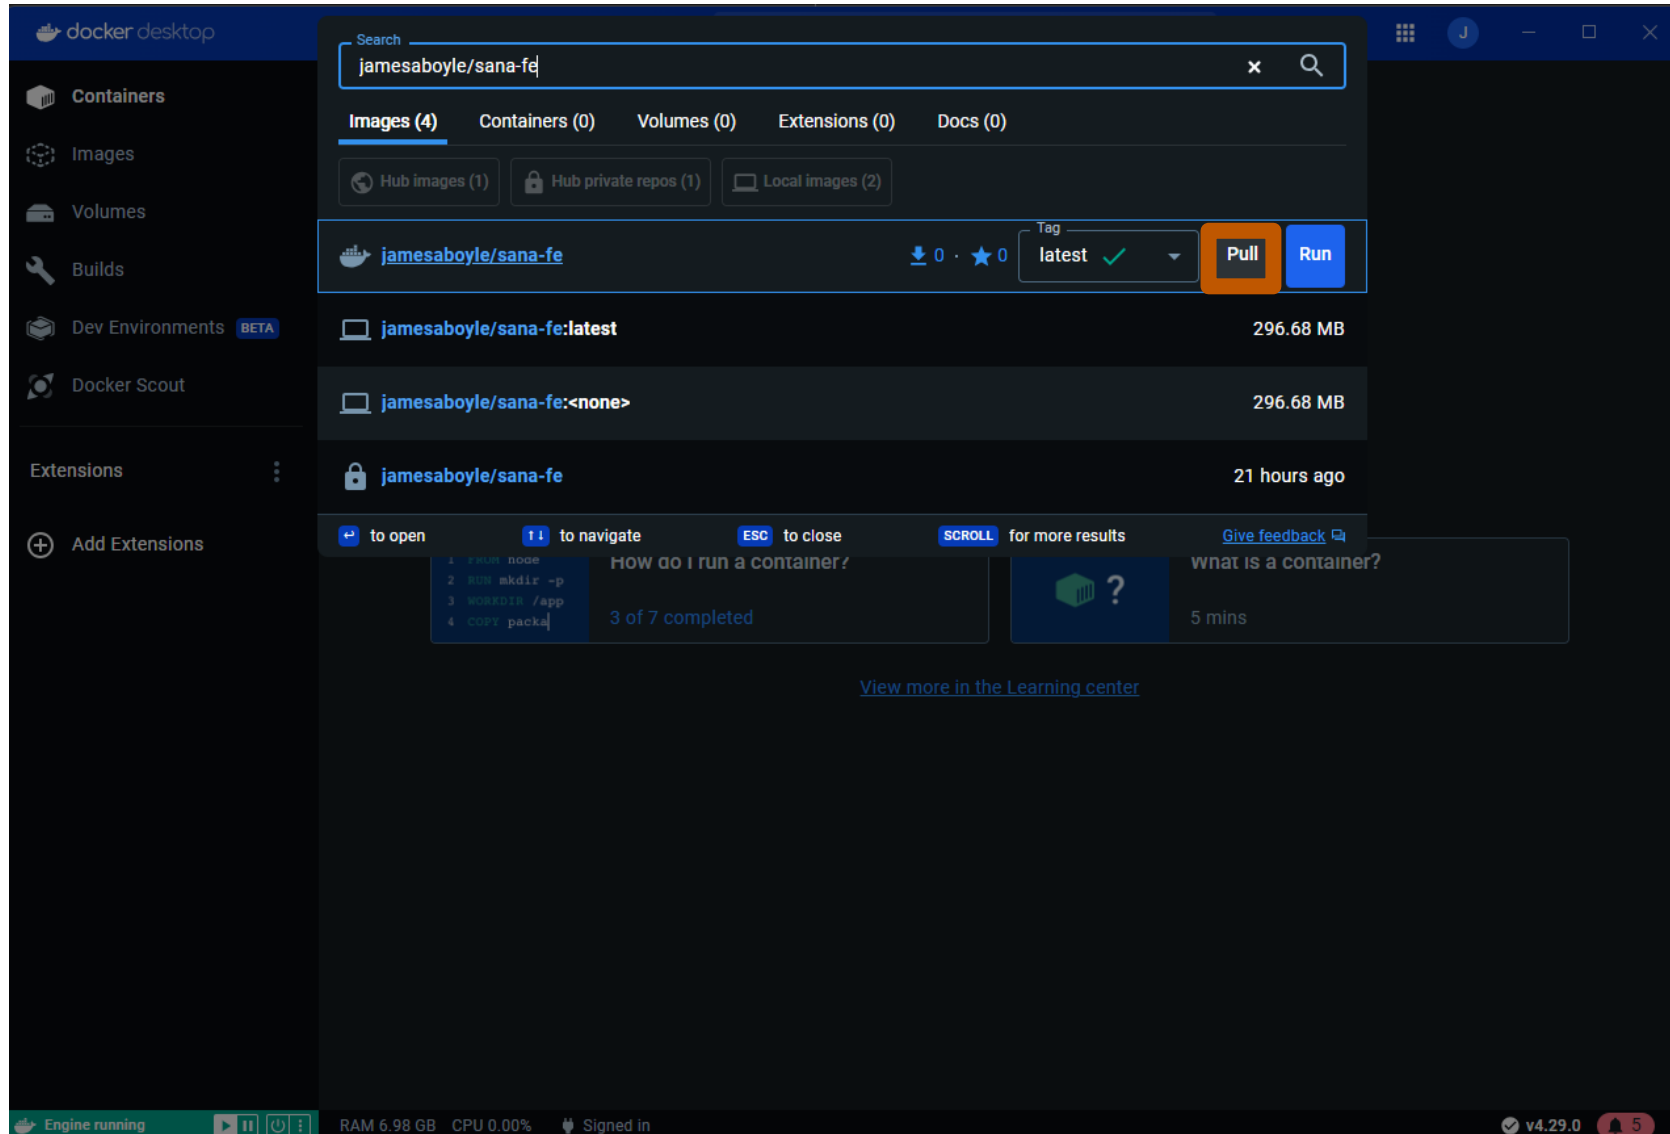 docker desktop
J
Search
jamesaboyle/sana-fe
Images (4) Containers (0) Volumes (0) Extensions (0) Docs (0)
Hub images (1) Hub private repos (1) Local images (2)
jamesaboyle/sana-fe 0 · 0 Tag latest Pull Run
jamesaboyle/sana-fe:latest 296.68 MB
jamesaboyle/sana-fe:<none> 296.68 MB
jamesaboyle/sana-fe 21 hours ago
to open to navigate ESC to close SCROLL for more results Give feedback
Containers
Images
Volumes
Builds
Dev Environments BETA
Docker Scout
Extensions
Add Extensions
1 FROM node
2 RUN mkdir -p
3 WORKDIR /app
4 COPY packa
How do I run a container?
3 of 7 completed
?
What is a container?
5 mins
View more in the Learning center
Engine running RAM 6.98 GB CPU 0.00% Signed in v4.29.0 5